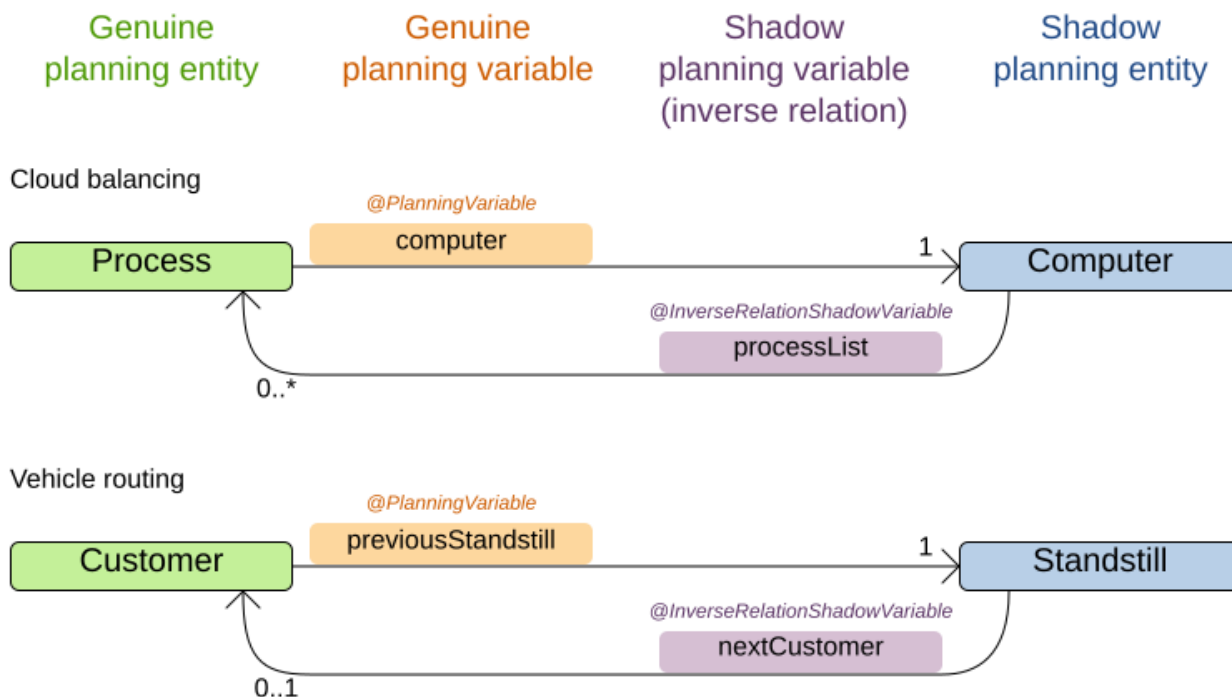 Genuine
planning entity
Genuine
planning variable
Shadow
planning variable
(inverse relation)
Shadow
planning entity
Cloud balancing
@PlanningVariable
computer
Process
1
Computer
@InverseRelationShadowVariable
processList
0..*
Vehicle routing
@PlanningVariable
previousStandstill
Customer
1
Standstill
@InverseRelationShadowVariable
nextCustomer
0..1